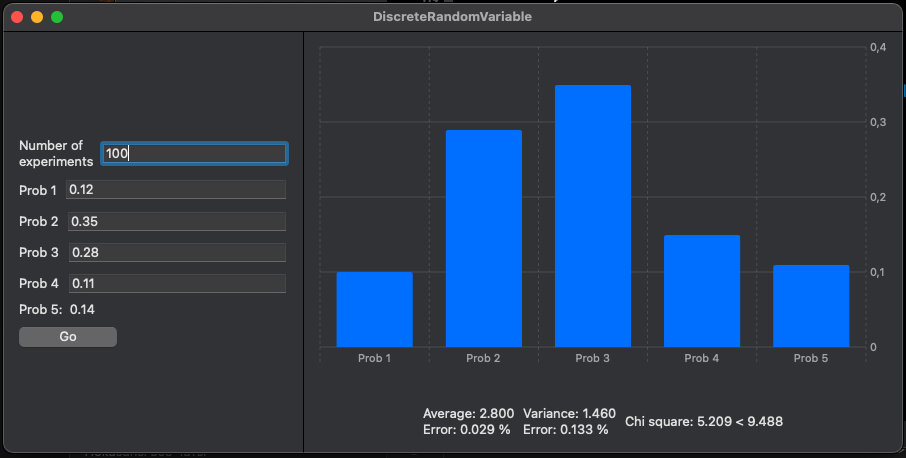 DiscreteRandomVariable
Number of
experiments
100
Prob 1 0.12
Prob 2 0.35
Prob 3 0.28
Prob 4 0.11
Prob 5: 0.14
Go
0,4
0,3
0,2
0,1
0
Prob 1 Prob 2 Prob 3 Prob 4 Prob 5
Average: 2.800 Variance: 1.460
Error: 0.029 % Error: 0.133 %
Chi square: 5.209 < 9.488